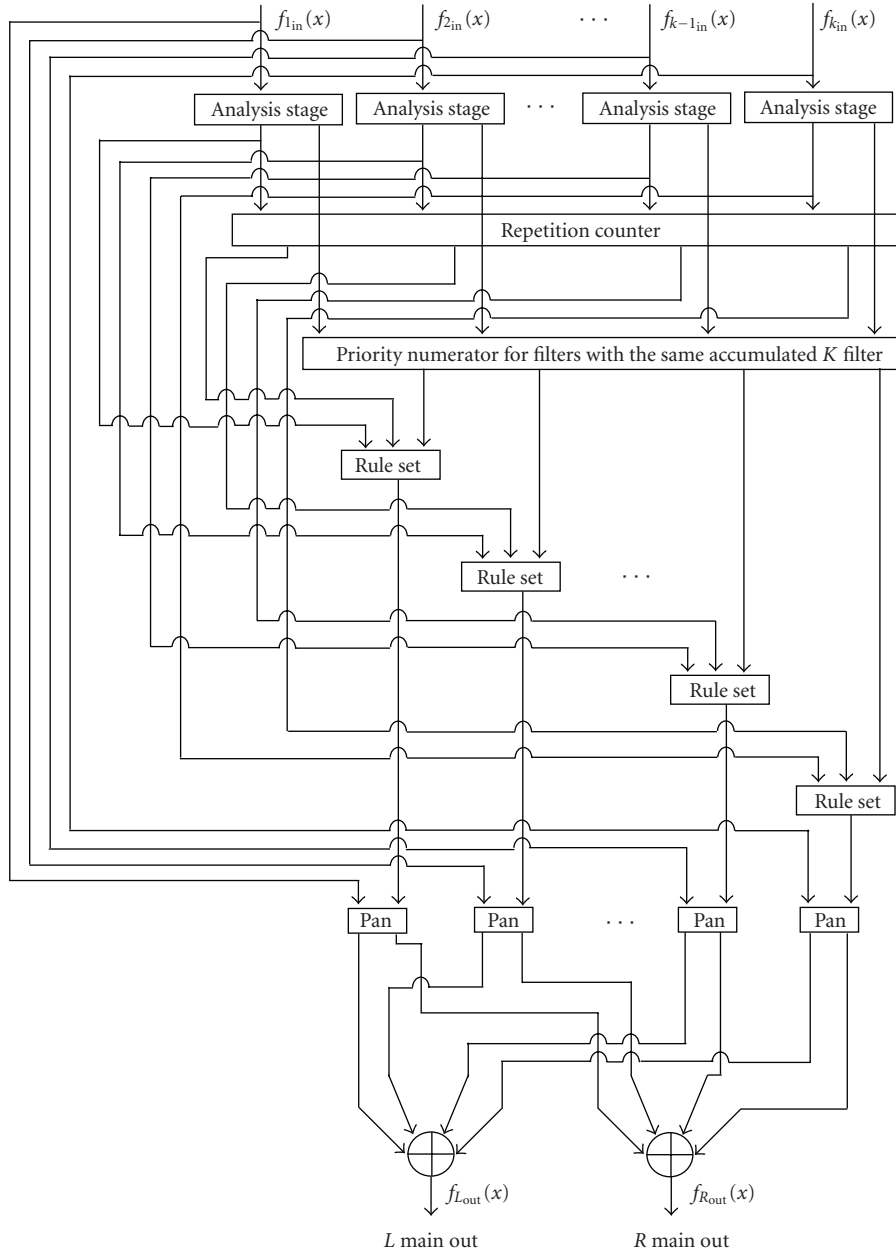 f1in(x) f2in(x) · · · fk−1in(x) fkin(x)
Analysis stage Analysis stage · · · Analysis stage Analysis stage
Repetition counter
Priority numerator for filters with the same accumulated K filter
Rule set
Rule set · · ·
Rule set
Rule set
Pan Pan · · · Pan Pan
fLout(x) fRout(x)
L main out R main out